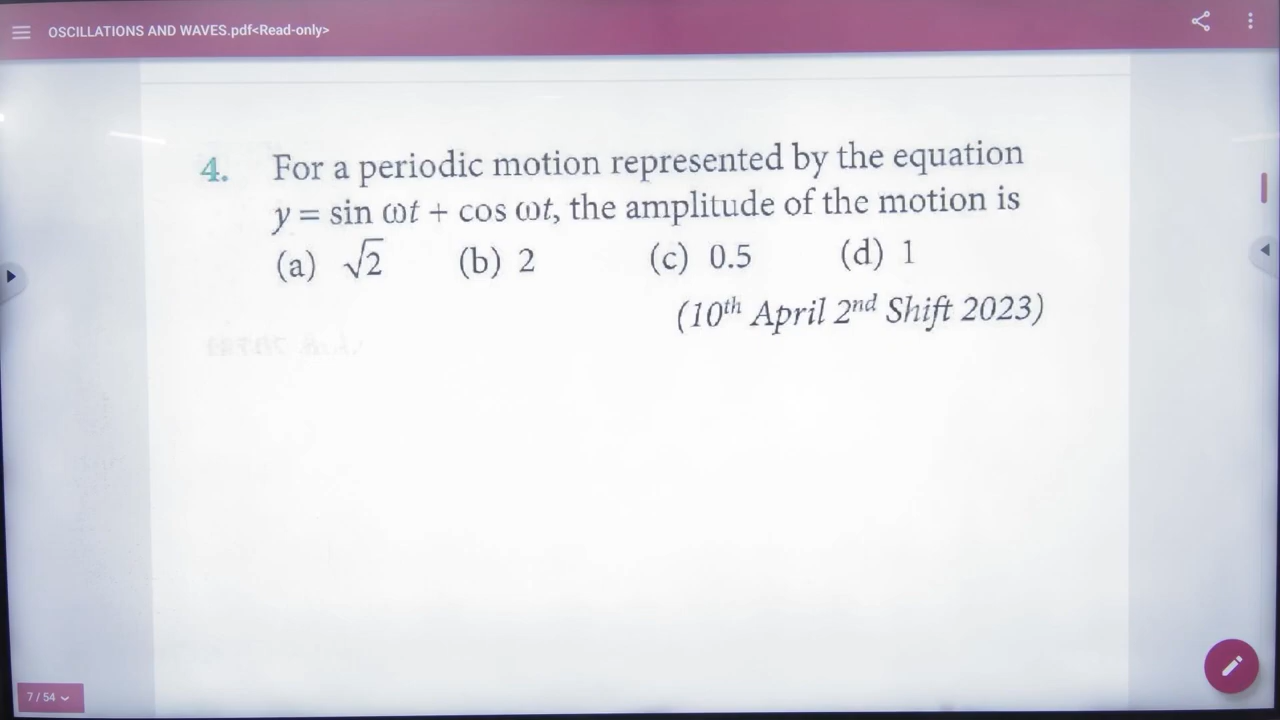 OSCILLATIONS AND WAVES.pdf<Read-only>
4. For a periodic motion represented by the equation
y = sin ωt + cos ωt, the amplitude of the motion is
(a) √2 (b) 2 (c) 0.5 (d) 1
(10th April 2nd Shift 2023)
7 / 54